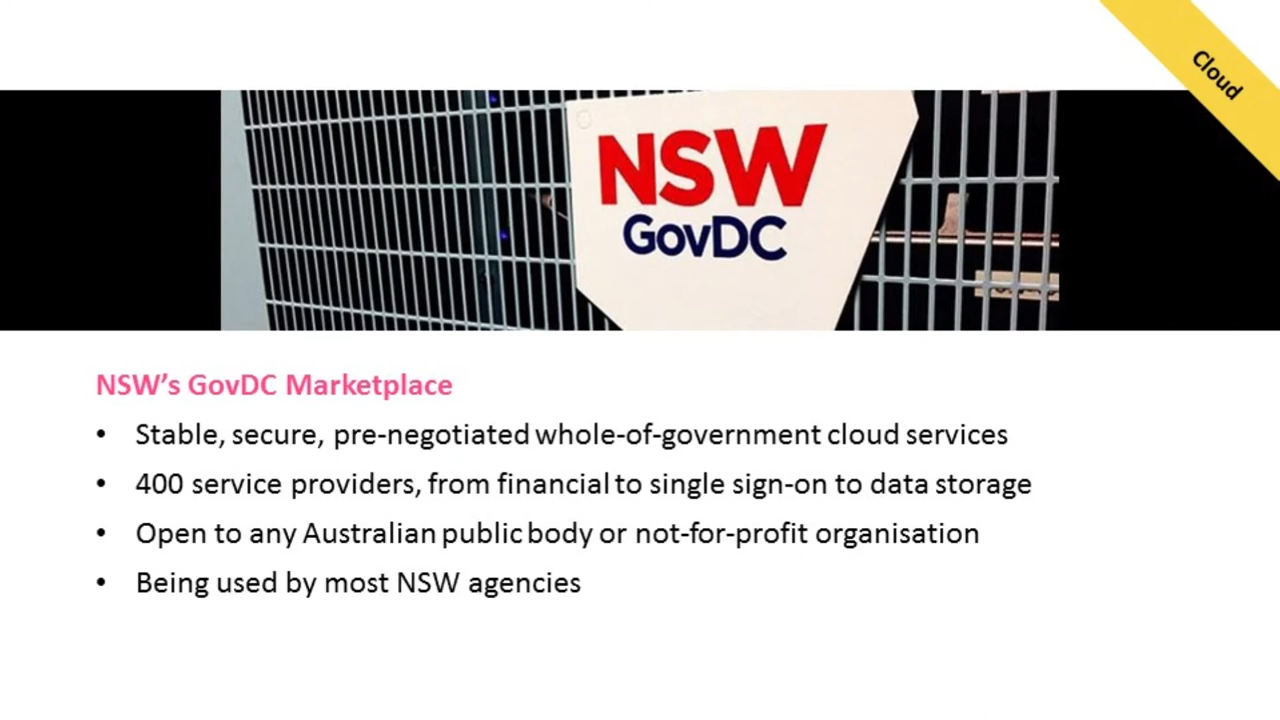 Cloud
NSW
GovDC
NSW’s GovDC Marketplace
• Stable, secure, pre-negotiated whole-of-government cloud services
• 400 service providers, from financial to single sign-on to data storage
• Open to any Australian public body or not-for-profit organisation
• Being used by most NSW agencies